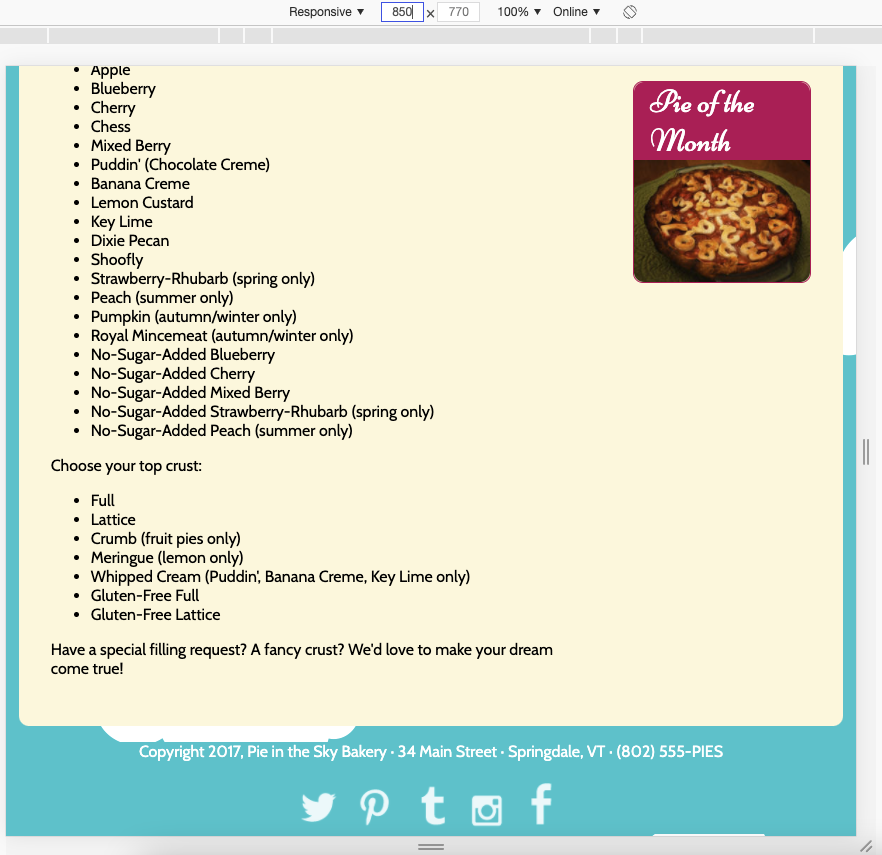 Responsive ▼ 850 × 770 100% ▼ Online ▼
Apple
Blueberry
Cherry
Chess
Mixed Berry
Puddin' (Chocolate Creme)
Banana Creme
Lemon Custard
Key Lime
Dixie Pecan
Shoofly
Strawberry-Rhubarb (spring only)
Peach (summer only)
Pumpkin (autumn/winter only)
Royal Mincemeat (autumn/winter only)
No-Sugar-Added Blueberry
No-Sugar-Added Cherry
No-Sugar-Added Mixed Berry
No-Sugar-Added Strawberry-Rhubarb (spring only)
No-Sugar-Added Peach (summer only)
Choose your top crust:
Full
Lattice
Crumb (fruit pies only)
Meringue (lemon only)
Whipped Cream (Puddin', Banana Creme, Key Lime only)
Gluten-Free Full
Gluten-Free Lattice
Have a special filling request? A fancy crust? We'd love to make your dream
come true!
Pie of the
Month
Copyright 2017, Pie in the Sky Bakery · 34 Main Street · Springdale, VT · (802) 555-PIES